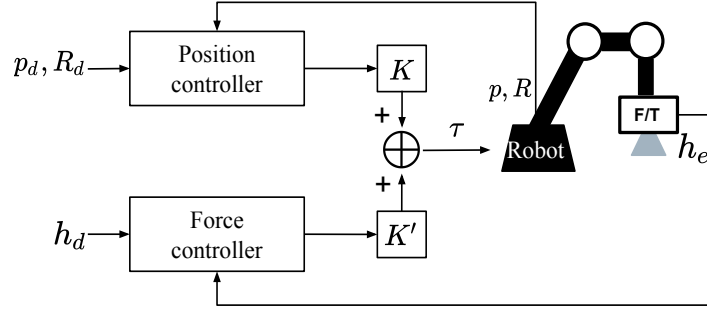 p_d, R_d
Position
controller
K
p, R
F/T
h_e
+
τ
Robot
+
h_d
Force
controller
K'